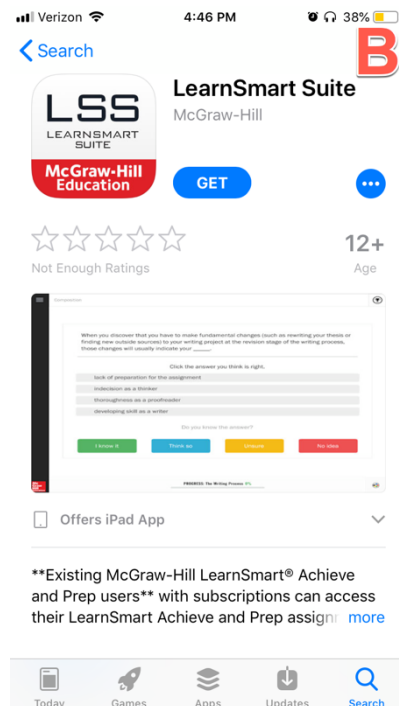 Verizon 4:46 PM 38%
B
Search
LSS
LEARNSMART
SUITE
McGraw-Hill
Education
LearnSmart Suite
McGraw-Hill
GET
12+
Not Enough Ratings Age
When you discover that you have to make fundamental changes (such as rewriting your thesis or
finding new outside sources) to your writing project at the revision stage of the writing process,
those changes will usually indicate your ______.
Click the answer you think is right.
lack of preparation for the assignment
indecision as a thinker
thoroughness as a proofreader
developing skill as a writer
Do you know the answer?
I know it Think so Unsure No idea
PROGRESS: The Writing Process
Offers iPad App
**Existing McGraw-Hill LearnSmart® Achieve
and Prep users** with subscriptions can access
their LearnSmart Achieve and Prep assign more
Today Games Apps Updates Search